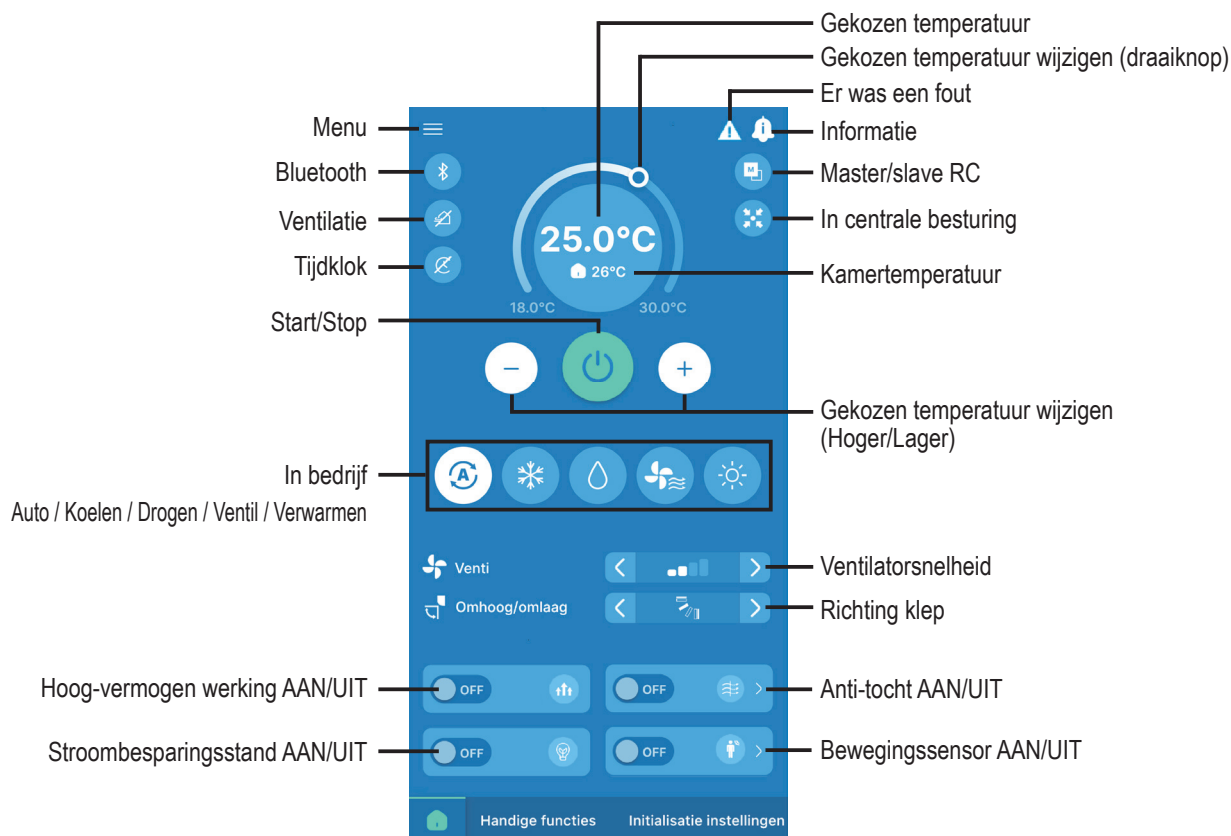 Gekozen temperatuur
Gekozen temperatuur wijzigen (draaiknop)
Er was een fout
Menu
Informatie
Bluetooth
M
Master/slave RC
Ventilatie
25.0°C
In centrale besturing
Tijdklok
26°C
Kamertemperatuur
18.0°C
30.0°C
Start/Stop
Gekozen temperatuur wijzigen
(Hoger/Lager)
In bedrijf
A
Auto / Koelen / Drogen / Ventil / Verwarmen
Venti
Ventilatorsnelheid
Omhoog/omlaag
Richting klep
Hoog-vermogen werking AAN/UIT
OFF
OFF
Anti-tocht AAN/UIT
Stroombesparingsstand AAN/UIT
OFF
OFF
Bewegingssensor AAN/UIT
Handige functies
Initialisatie instellingen